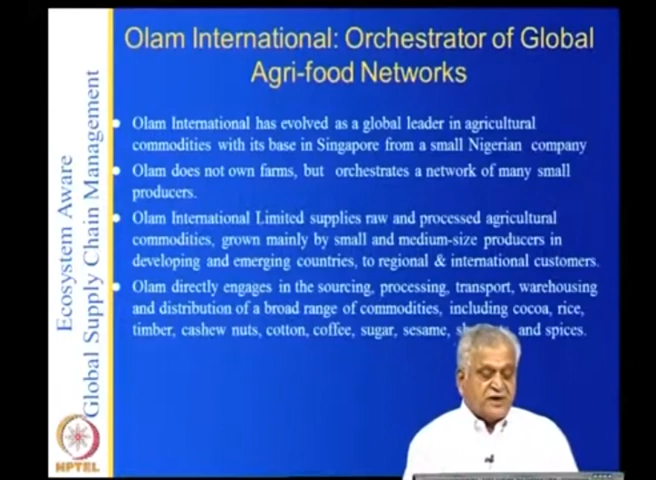 Olam International: Orchestrator of Global
Agri-food Networks
Olam International has evolved as a global leader in agricultural
commodities with its base in Singapore from a small Nigerian company
Olam does not own farms, but orchestrates a network of many small
producers.
Olam International Limited supplies raw and processed agricultural
commodities, grown mainly by small and medium-size producers in
developing and emerging countries, to regional & international customers.
Olam directly engages in the sourcing, processing, transport, warehousing
and distribution of a broad range of commodities, including cocoa, rice,
timber, cashew nuts, cotton, coffee, sugar, sesame, and spices.
Ecosystem Aware
Global Supply Chain Management
NPTEL